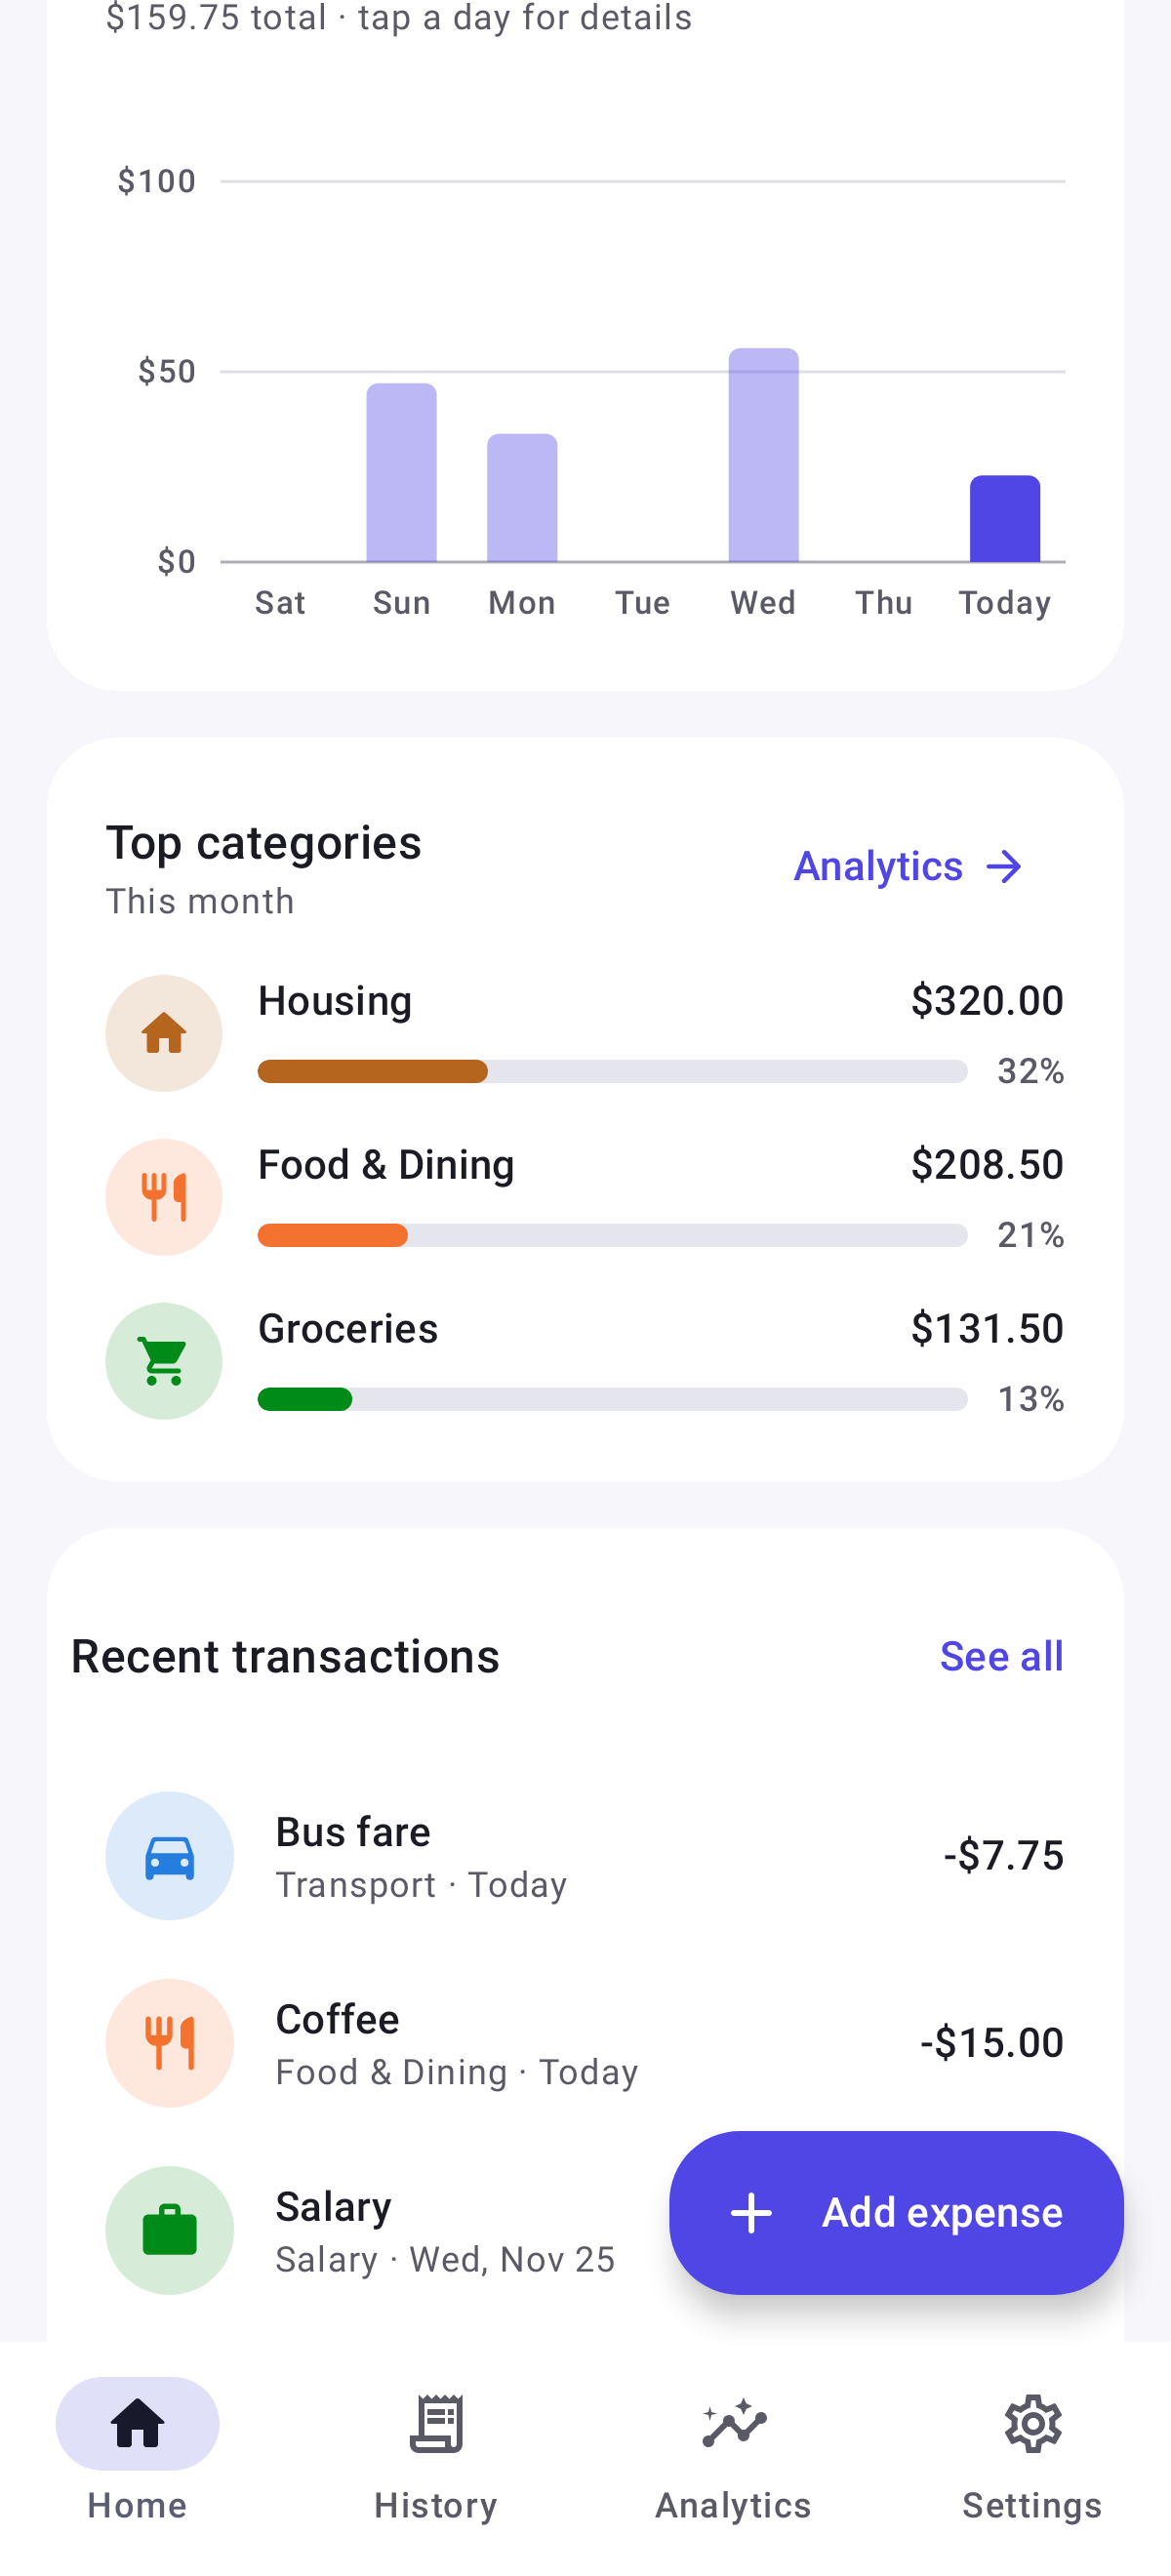 $159.75 total · tap a day for details
$100
$50
$0
Sat Sun Mon Tue Wed Thu Today
Top categories
This month
Analytics
Housing $320.00
32%
Food & Dining $208.50
21%
Groceries $131.50
13%
Recent transactions See all
Bus fare
Transport · Today
-$7.75
Coffee
Food & Dining · Today
-$15.00
Salary
Salary · Wed, Nov 25
Add expense
Home History Analytics Settings